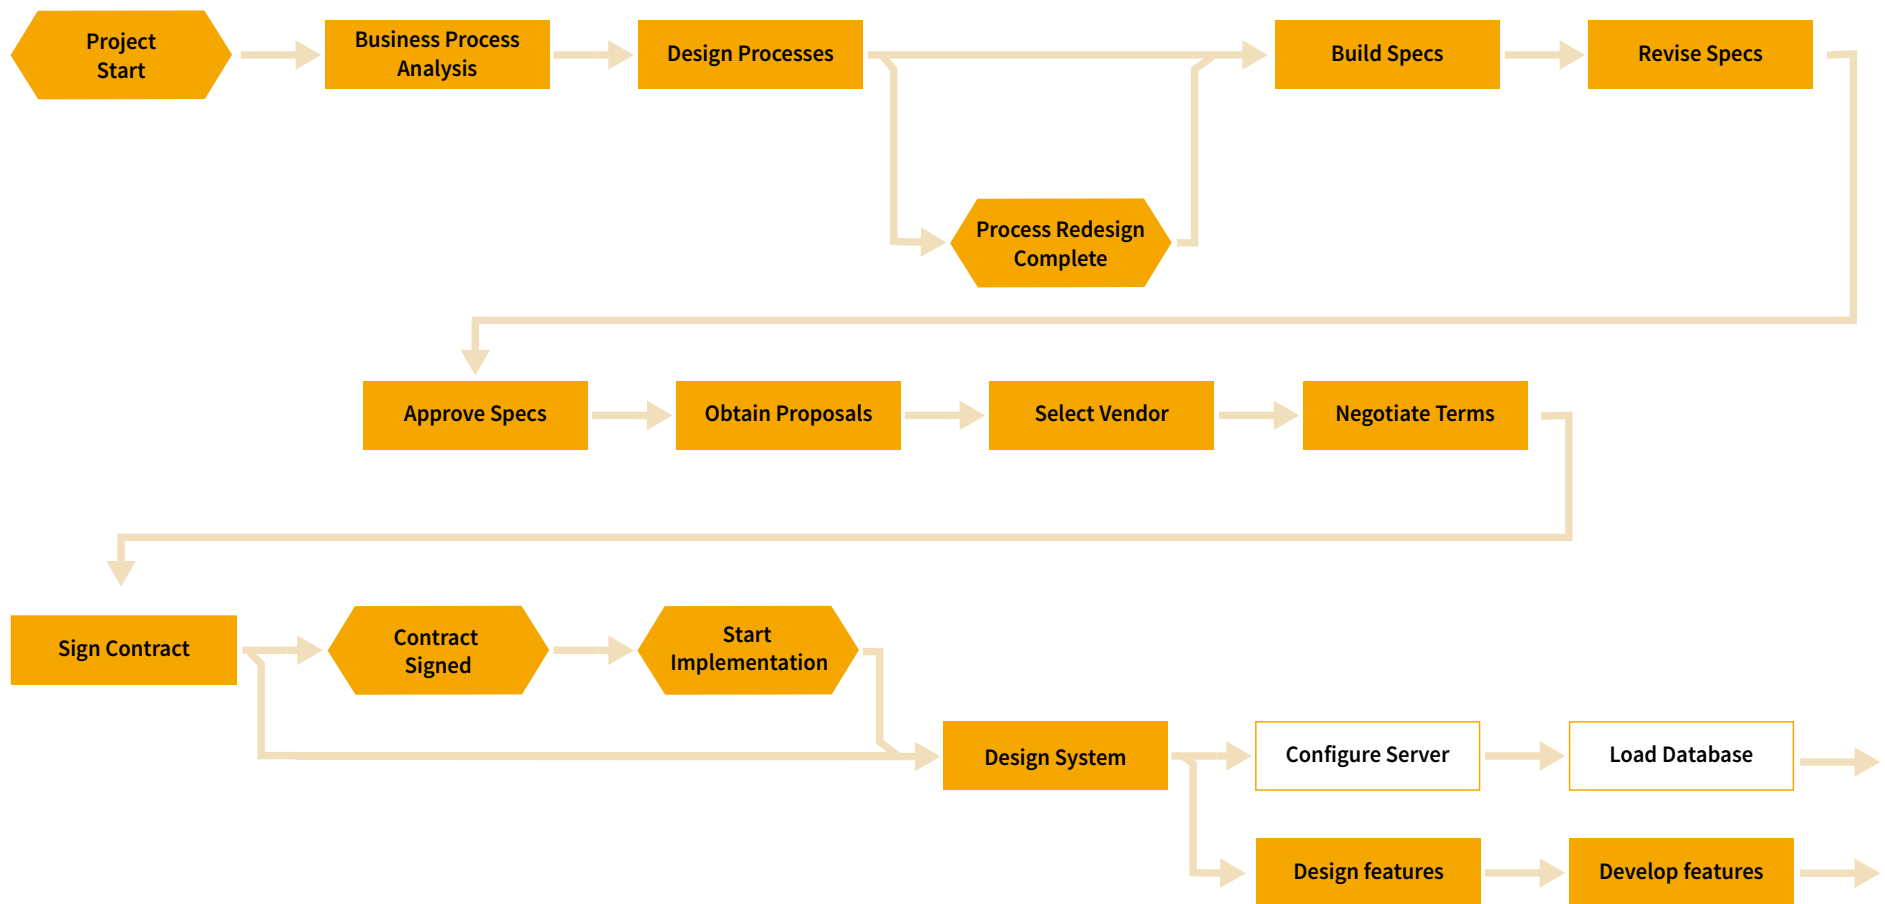 Project
Start
Business Process
Analysis
Design Processes
Build Specs
Revise Specs
Process Redesign
Complete
Approve Specs
Obtain Proposals
Select Vendor
Negotiate Terms
Sign Contract
Contract
Signed
Start
Implementation
Design System
Configure Server
Load Database
Design features
Develop features